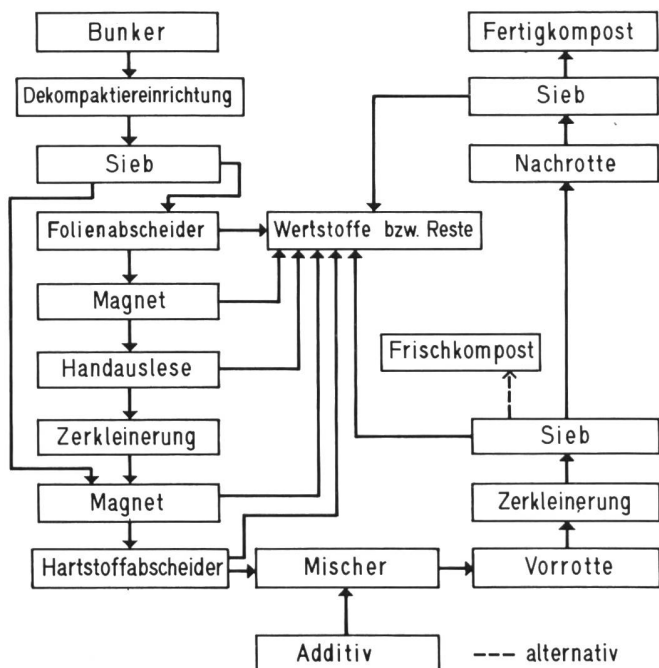 Bunker
Dekompaktiereinrichtung
Sieb
Folienabscheider
Magnet
Handauslese
Zerkleinerung
Magnet
Hartstoffabscheider
Wertstoffe bzw. Reste
Mischer
Additiv
Fertigkompost
Sieb
Nachrotte
Frischkompost
Sieb
Zerkleinerung
Vorrotte
--- alternativ